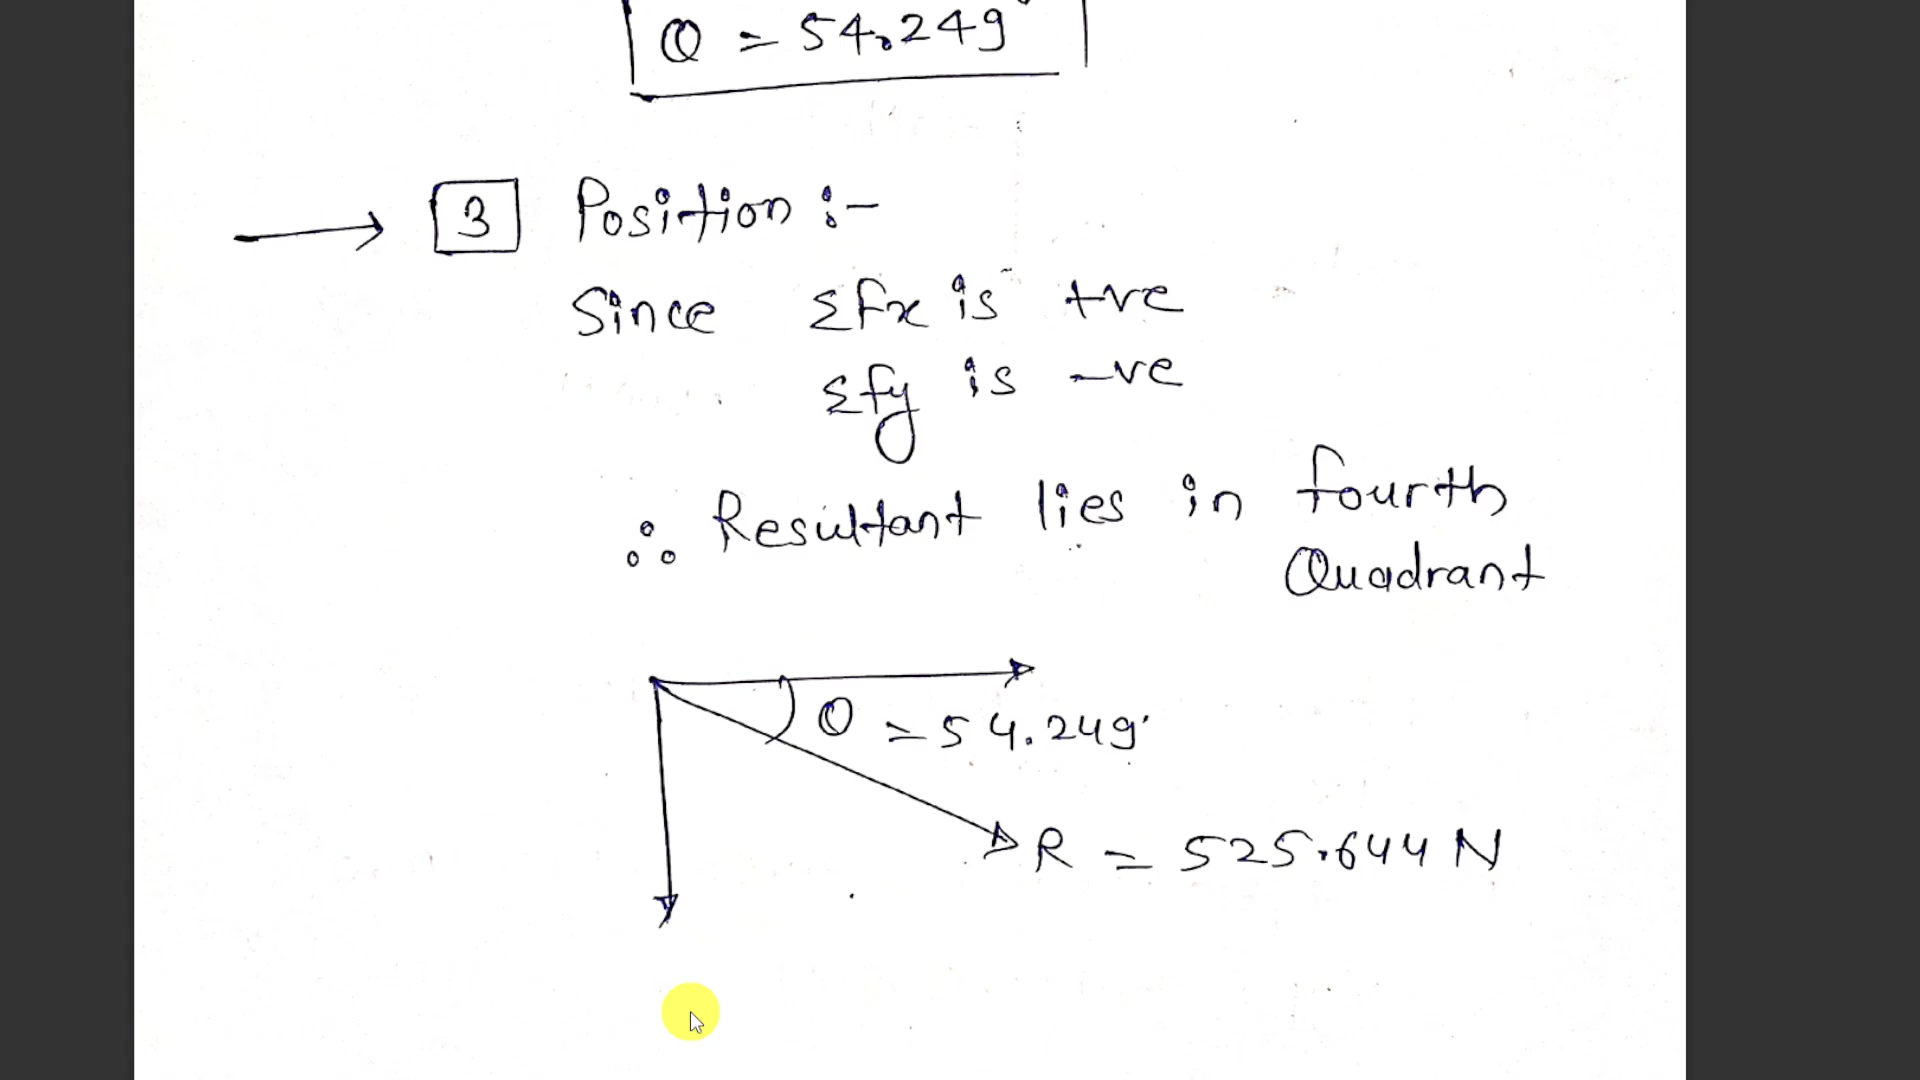 θ = 54.249°
3 Position :-
Since Σfx is +ve
Σfy is -ve
∴ Resultant lies in fourth
Quadrant
θ = 54.249°
R = 525.644 N